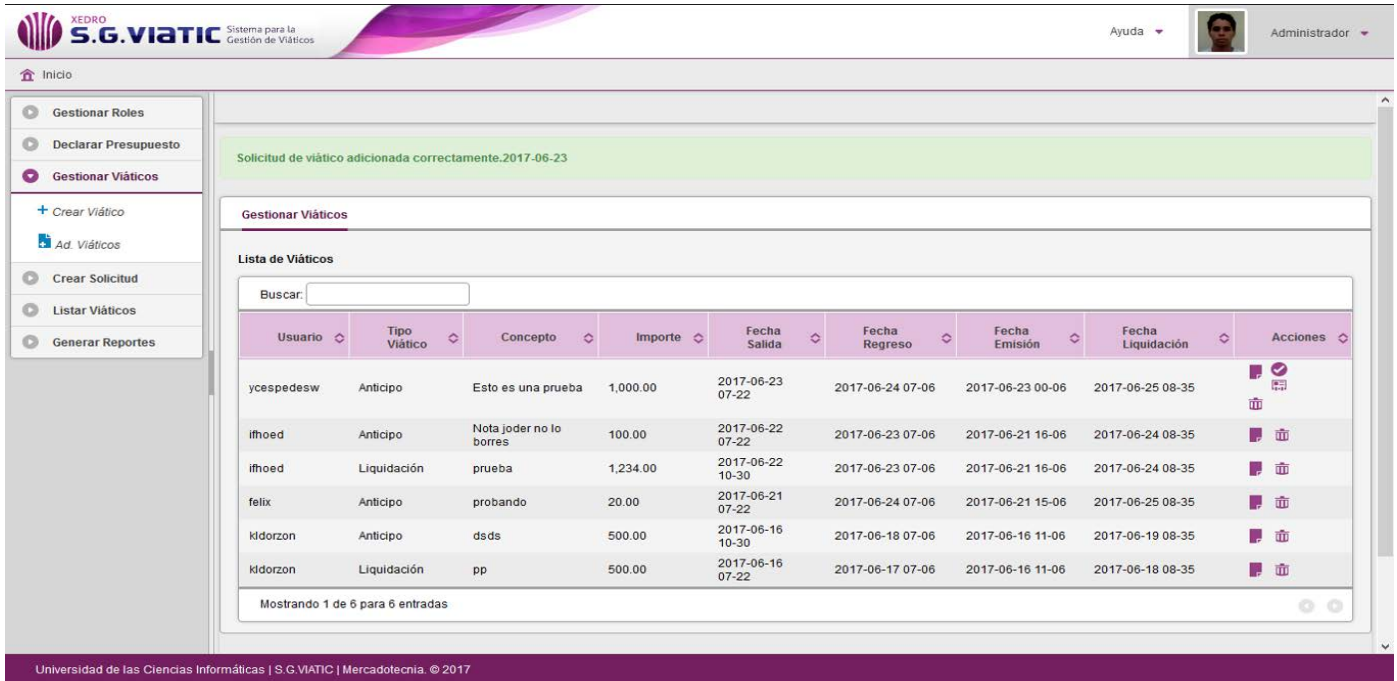 XEDRO
S.G.VIATIC Sistema para la
Gestión de Viáticos
Ayuda
Administrador
Inicio
Gestionar Roles
Declarar Presupuesto
Gestionar Viáticos
+ Crear Viático
Ad. Viáticos
Crear Solicitud
Listar Viáticos
Generar Reportes
Solicitud de viático adicionada correctamente.2017-06-23
Gestionar Viáticos
Lista de Viáticos
Buscar:
Usuario Tipo Viático Concepto Importe Fecha Salida Fecha Regreso Fecha Emisión Fecha Liquidación Acciones
ycespedesw Anticipo Esto es una prueba 1,000.00 2017-06-23 07-22 2017-06-24 07-06 2017-06-23 00-06 2017-06-25 08-35
ifhoed Anticipo Nota joder no lo borres 100.00 2017-06-22 07-22 2017-06-23 07-06 2017-06-21 16-06 2017-06-24 08-35
ifhoed Liquidación prueba 1,234.00 2017-06-22 10-30 2017-06-23 07-06 2017-06-21 16-06 2017-06-24 08-35
felix Anticipo probando 20.00 2017-06-21 07-22 2017-06-24 07-06 2017-06-21 15-06 2017-06-25 08-35
kldorzon Anticipo dsds 500.00 2017-06-16 10-30 2017-06-18 07-06 2017-06-16 11-06 2017-06-19 08-35
kldorzon Liquidación pp 500.00 2017-06-16 07-22 2017-06-17 07-06 2017-06-16 11-06 2017-06-18 08-35
Mostrando 1 de 6 para 6 entradas
Universidad de las Ciencias Informáticas | S.G.VIATIC | Mercadotecnia. © 2017